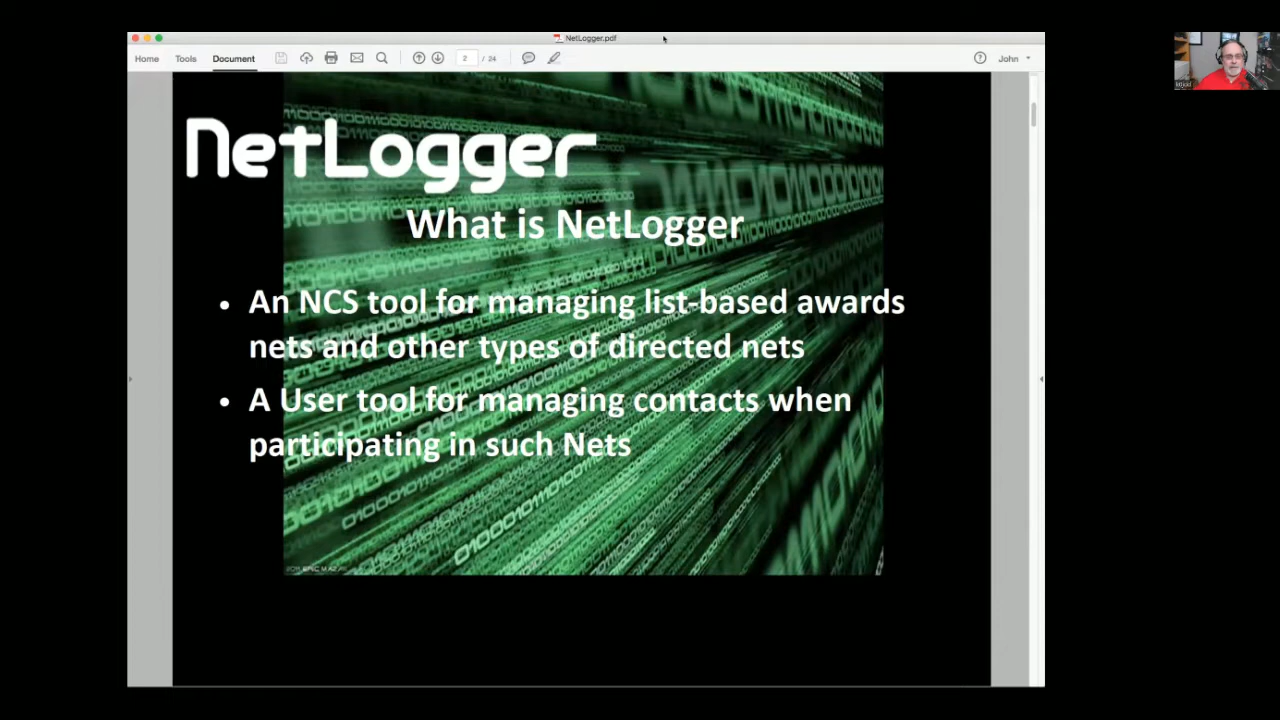 NetLogger.pdf
Home Tools Document 2 / 24 John
NetLogger
What is NetLogger
• An NCS tool for managing list-based awards
nets and other types of directed nets
• A User tool for managing contacts when
participating in such Nets